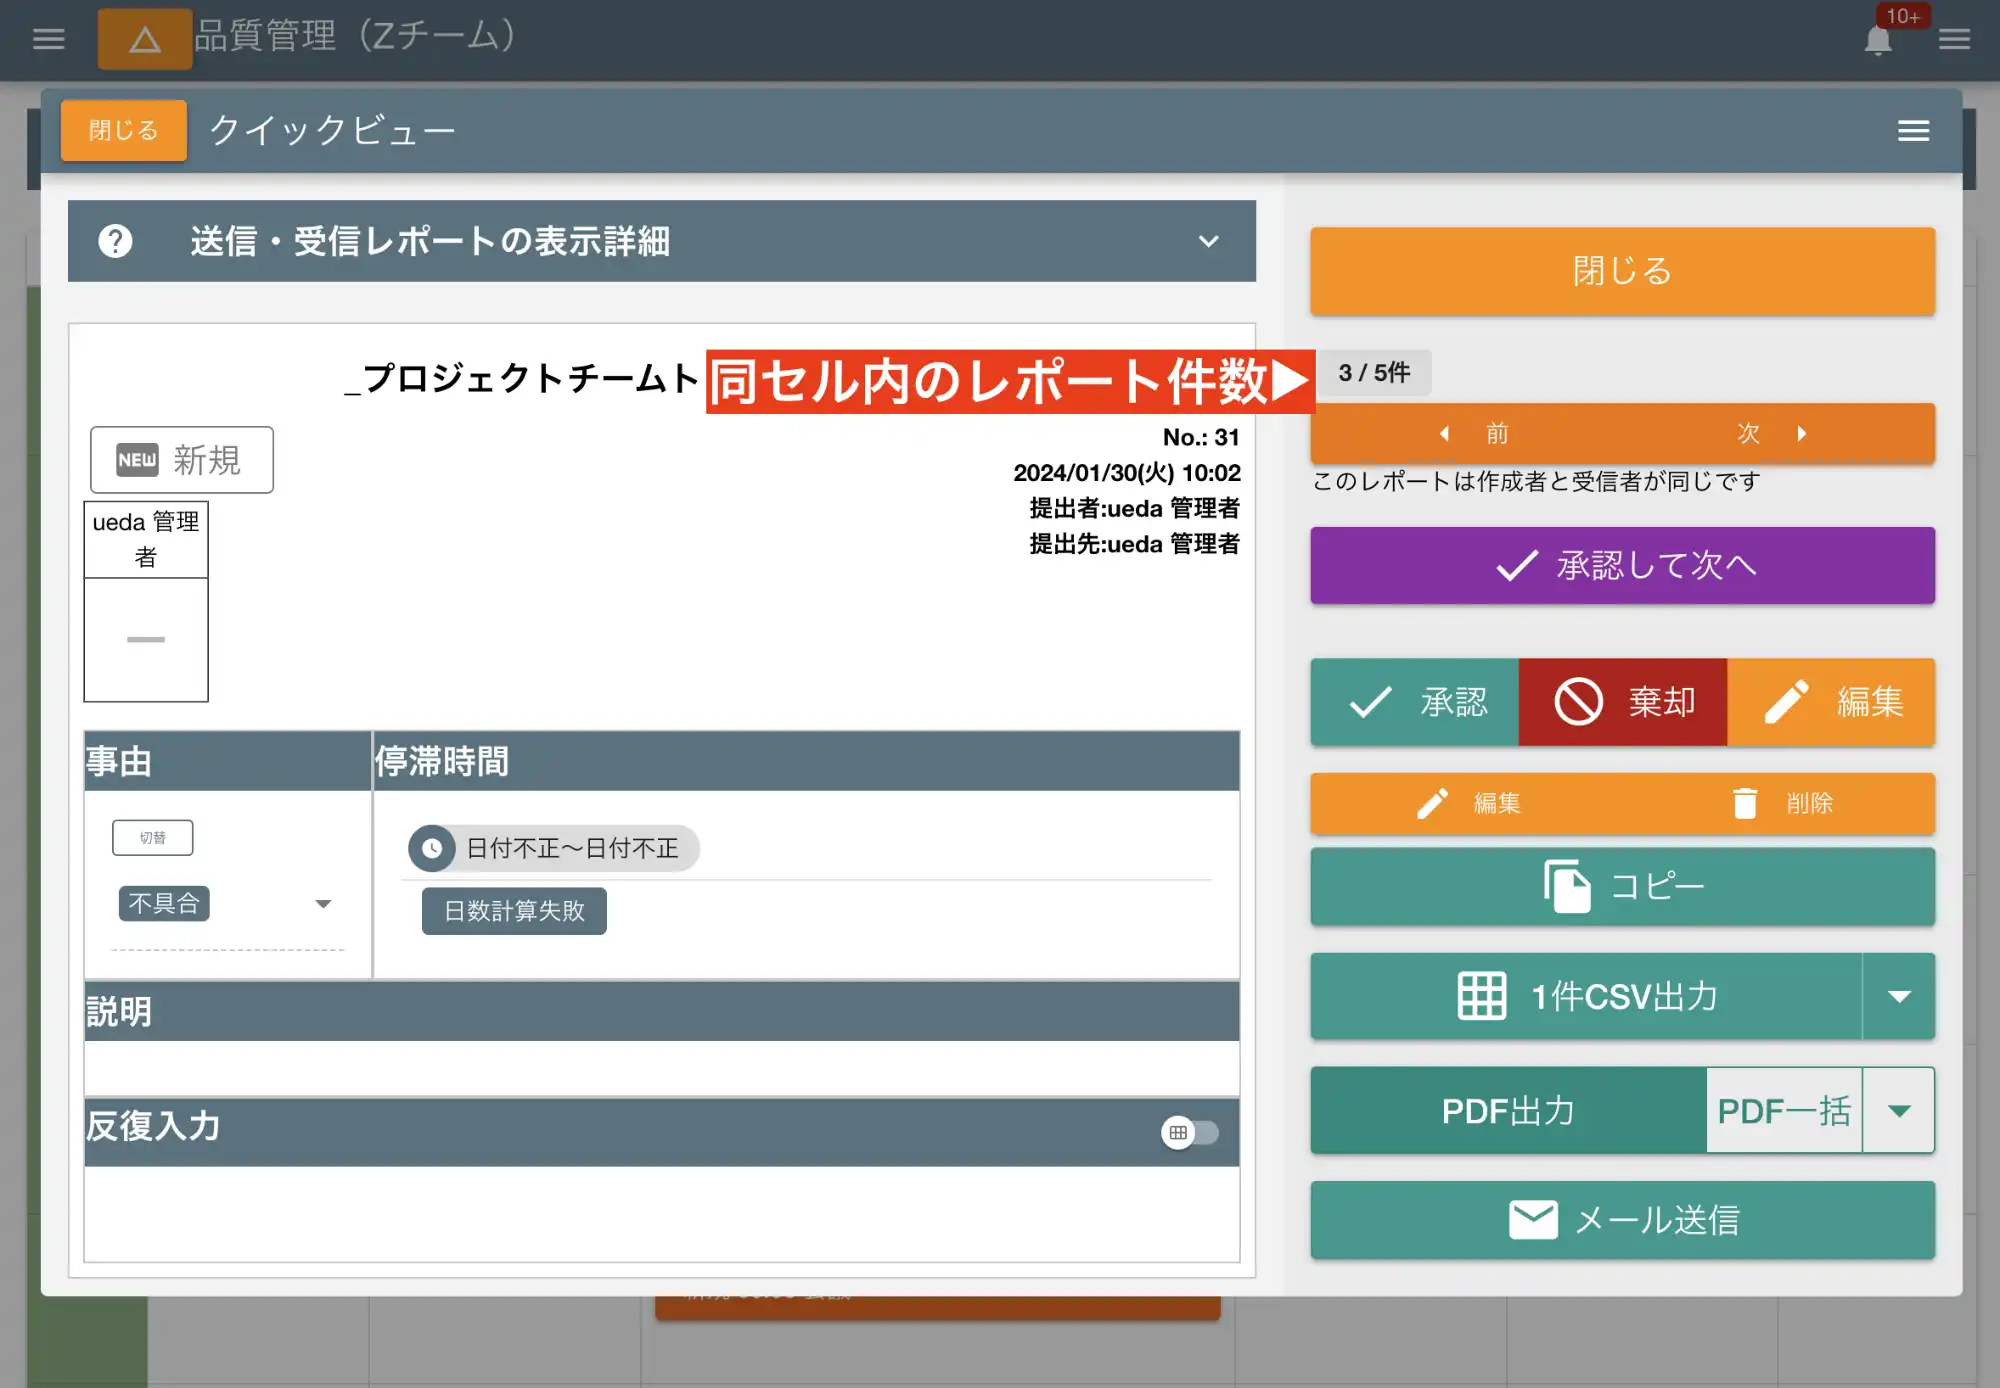 品質管理（Zチーム）
10+
閉じる
クイックビュー
送信・受信レポートの表示詳細
閉じる
_プロジェクトチームト
同セル内のレポート件数▶
3 / 5件
前
次
このレポートは作成者と受信者が同じです
No.: 31
2024/01/30(火) 10:02
提出者:ueda 管理者
提出先:ueda 管理者
NEW 新規
ueda 管理
者
承認して次へ
承認
棄却
編集
編集
削除
事由
停滞時間
切替
日付不正〜日付不正
不具合
日数計算失敗
コピー
1件CSV出力
説明
PDF出力
PDF一括
反復入力
メール送信